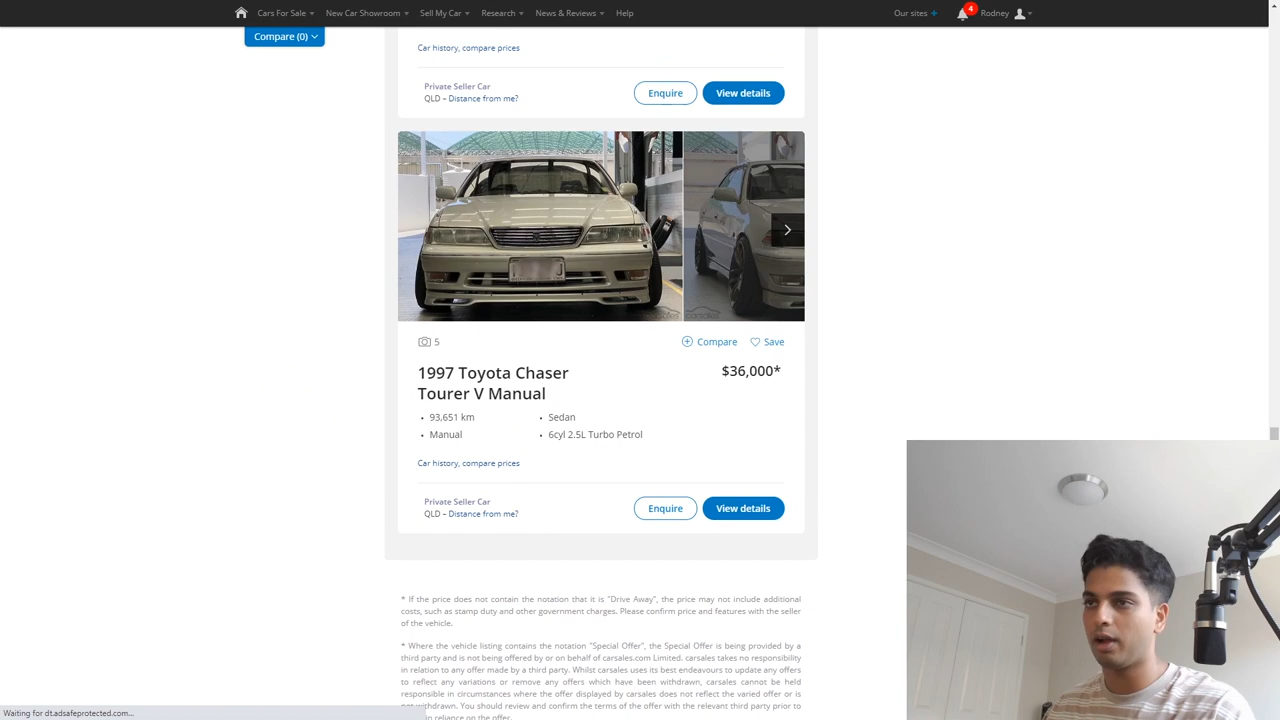 Cars For Sale New Car Showroom Sell My Car Research News & Reviews Help Our sites + 4 Rodney
Compare (0)
Car history, compare prices
Private Seller Car
QLD – Distance from me?
Enquire View details
carsales carsales
5 Compare Save
1997 Toyota Chaser $36,000*
Tourer V Manual
• 93,651 km • Sedan
• Manual • 6cyl 2.5L Turbo Petrol
Car history, compare prices
Private Seller Car
QLD – Distance from me?
Enquire View details
* If the price does not contain the notation that it is "Drive Away", the price may not include additional
costs, such as stamp duty and other government charges. Please confirm price and features with the seller
of the vehicle.
* Where the vehicle listing contains the notation "Special Offer", the Special Offer is being provided by a
third party and is not being offered by or on behalf of carsales.com Limited. carsales takes no responsibility
in relation to any offer made by a third party. Whilst carsales uses its best endeavours to update any offers
to reflect any variations or remove any offers which have been withdrawn, carsales cannot be held
responsible in circumstances where the offer displayed by carsales does not reflect the varied offer or is
not withdrawn. You should review and confirm the terms of the offer with the relevant third party prior to
in reliance on the offer.
Waiting for dt.adsafeprotected.com...